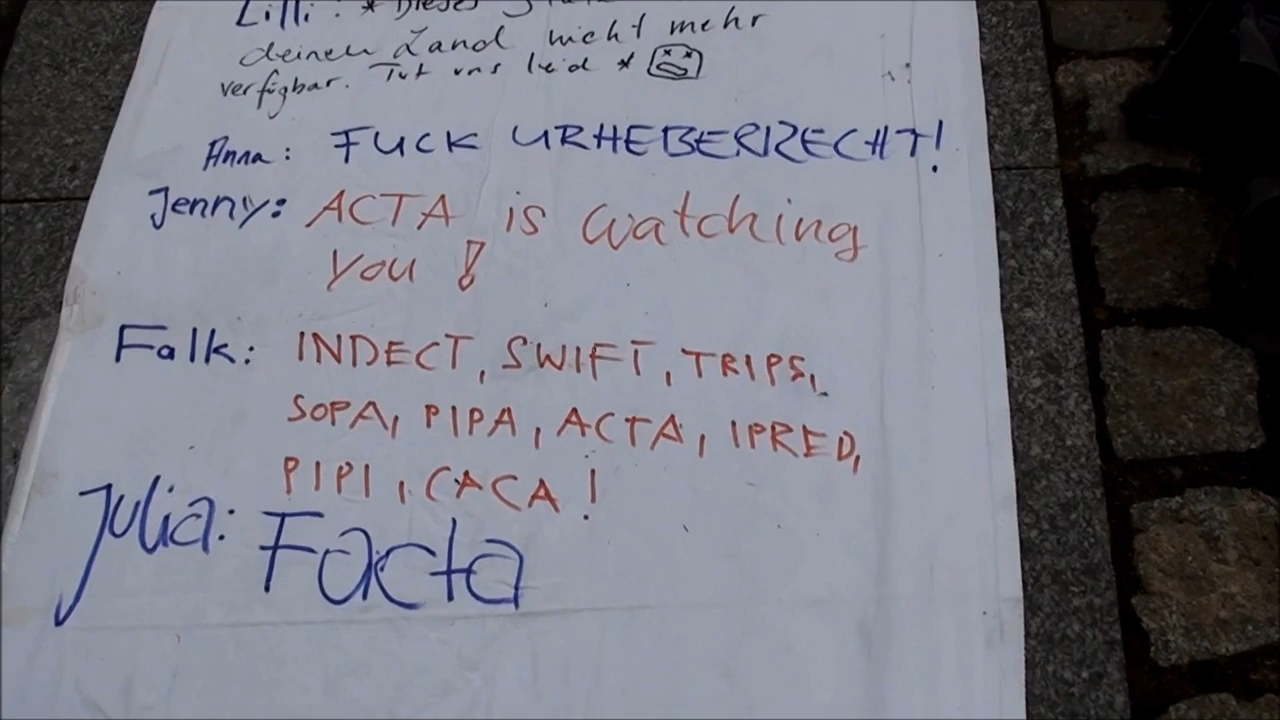 Lilli: * Dieses
deinem Land nicht mehr
verfügbar. Tut uns leid *
Anna: FUCK URHEBERRECHT!
Jenny: ACTA is watching
you!
Falk: INDECT, SWIFT, TRIPS,
SOPA, PIPA, ACTA, IPRED,
PIPI, CACA!
Julia: Facta